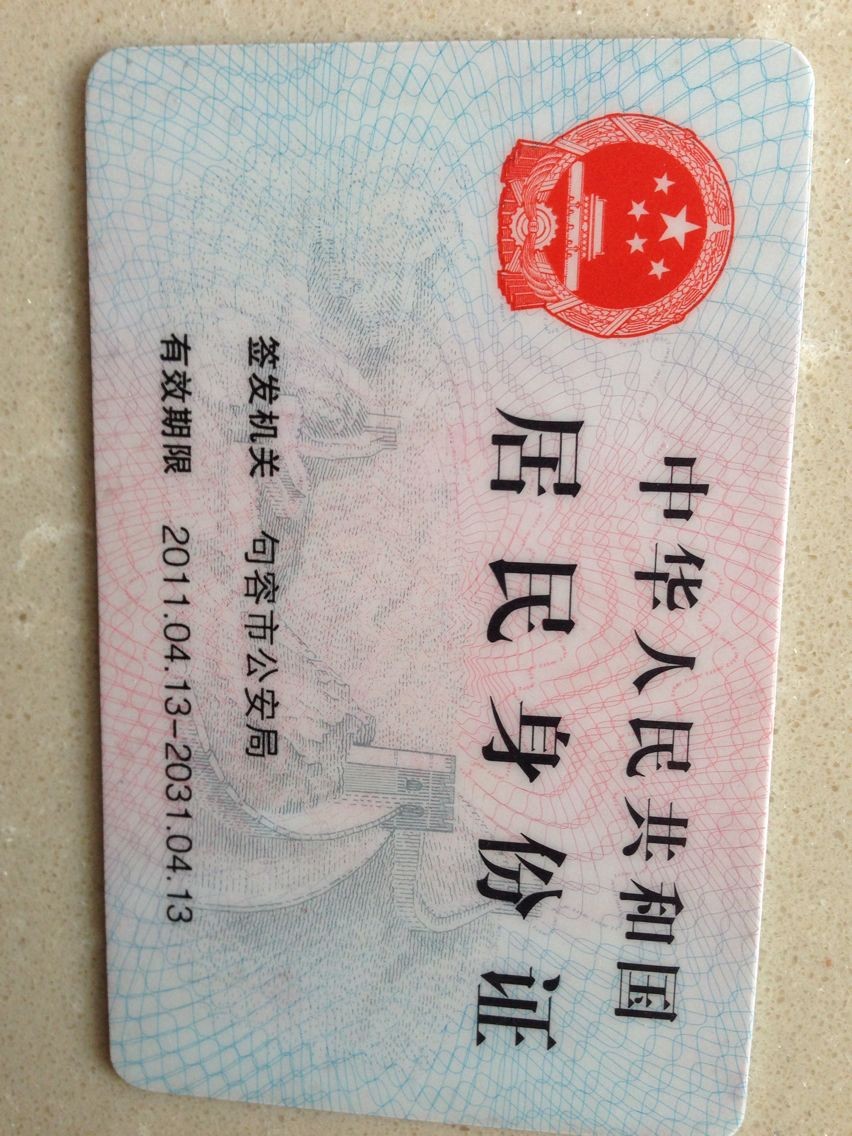 中华人民共和国
居民身份证
签发机关 句容市公安局
有效期限 2011.04.13-2031.04.13